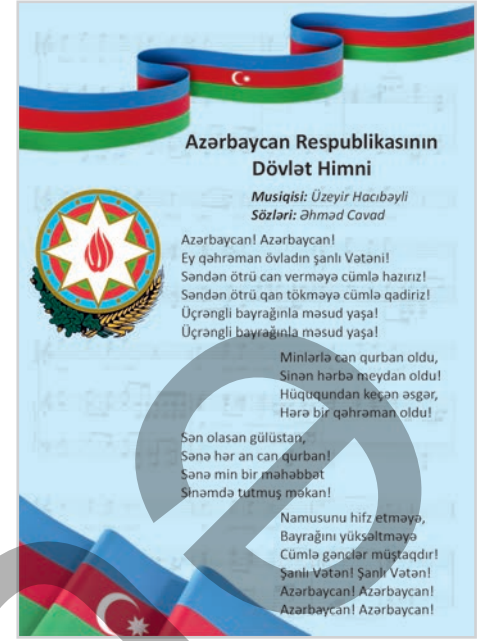 Azərbaycan Respublikasının
Dövlət Himni
Musiqisi: Üzeyir Hacıbəyli
Sözləri: Əhməd Cavad
Azərbaycan! Azərbaycan!
Ey qəhrəman övladın şanlı Vətəni!
Səndən ötrü can verməyə cümlə hazırız!
Səndən ötrü qan tökməyə cümlə qadiriz!
Üçrəngli bayrağınla məsud yaşa!
Üçrəngli bayrağınla məsud yaşa!
Minlərlə can qurban oldu,
Sinən hərbə meydan oldu!
Hüququndan keçən əsgər,
Hərə bir qəhrəman oldu!
Sən olasan gülüstan,
Sənə hər an can qurban!
Sənə min bir məhəbbət
Sinəmdə tutmuş məkan!
Namusunu hifz etməyə,
Bayrağını yüksəltməyə
Cümlə gənclər müştaqdır!
Şanlı Vətən! Şanlı Vətən!
Azərbaycan! Azərbaycan!
Azərbaycan! Azərbaycan!